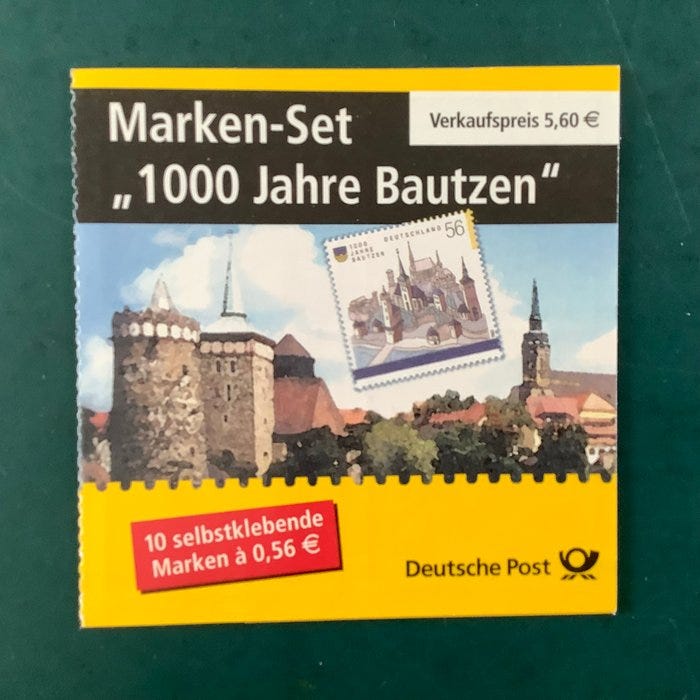 Marken-Set
Verkaufspreis 5,60 €
„1000 Jahre Bautzen“
1000
JAHRE
BAUTZEN
DEUTSCHLAND 56
10 selbstklebende
Marken à 0,56 €
Deutsche Post